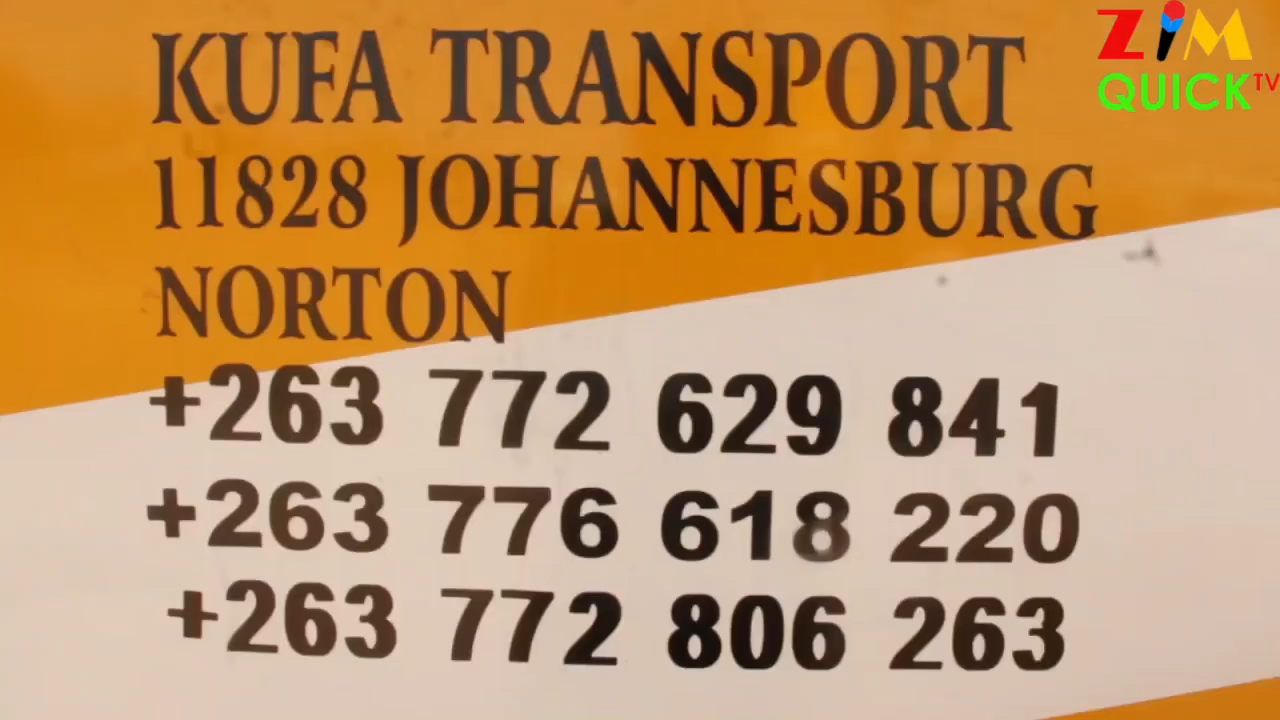 ZiM
QUICK TV
KUFA TRANSPORT
11828 JOHANNESBURG
NORTON
+263 772 629 841
+263 776 618 220
+263 772 806 263